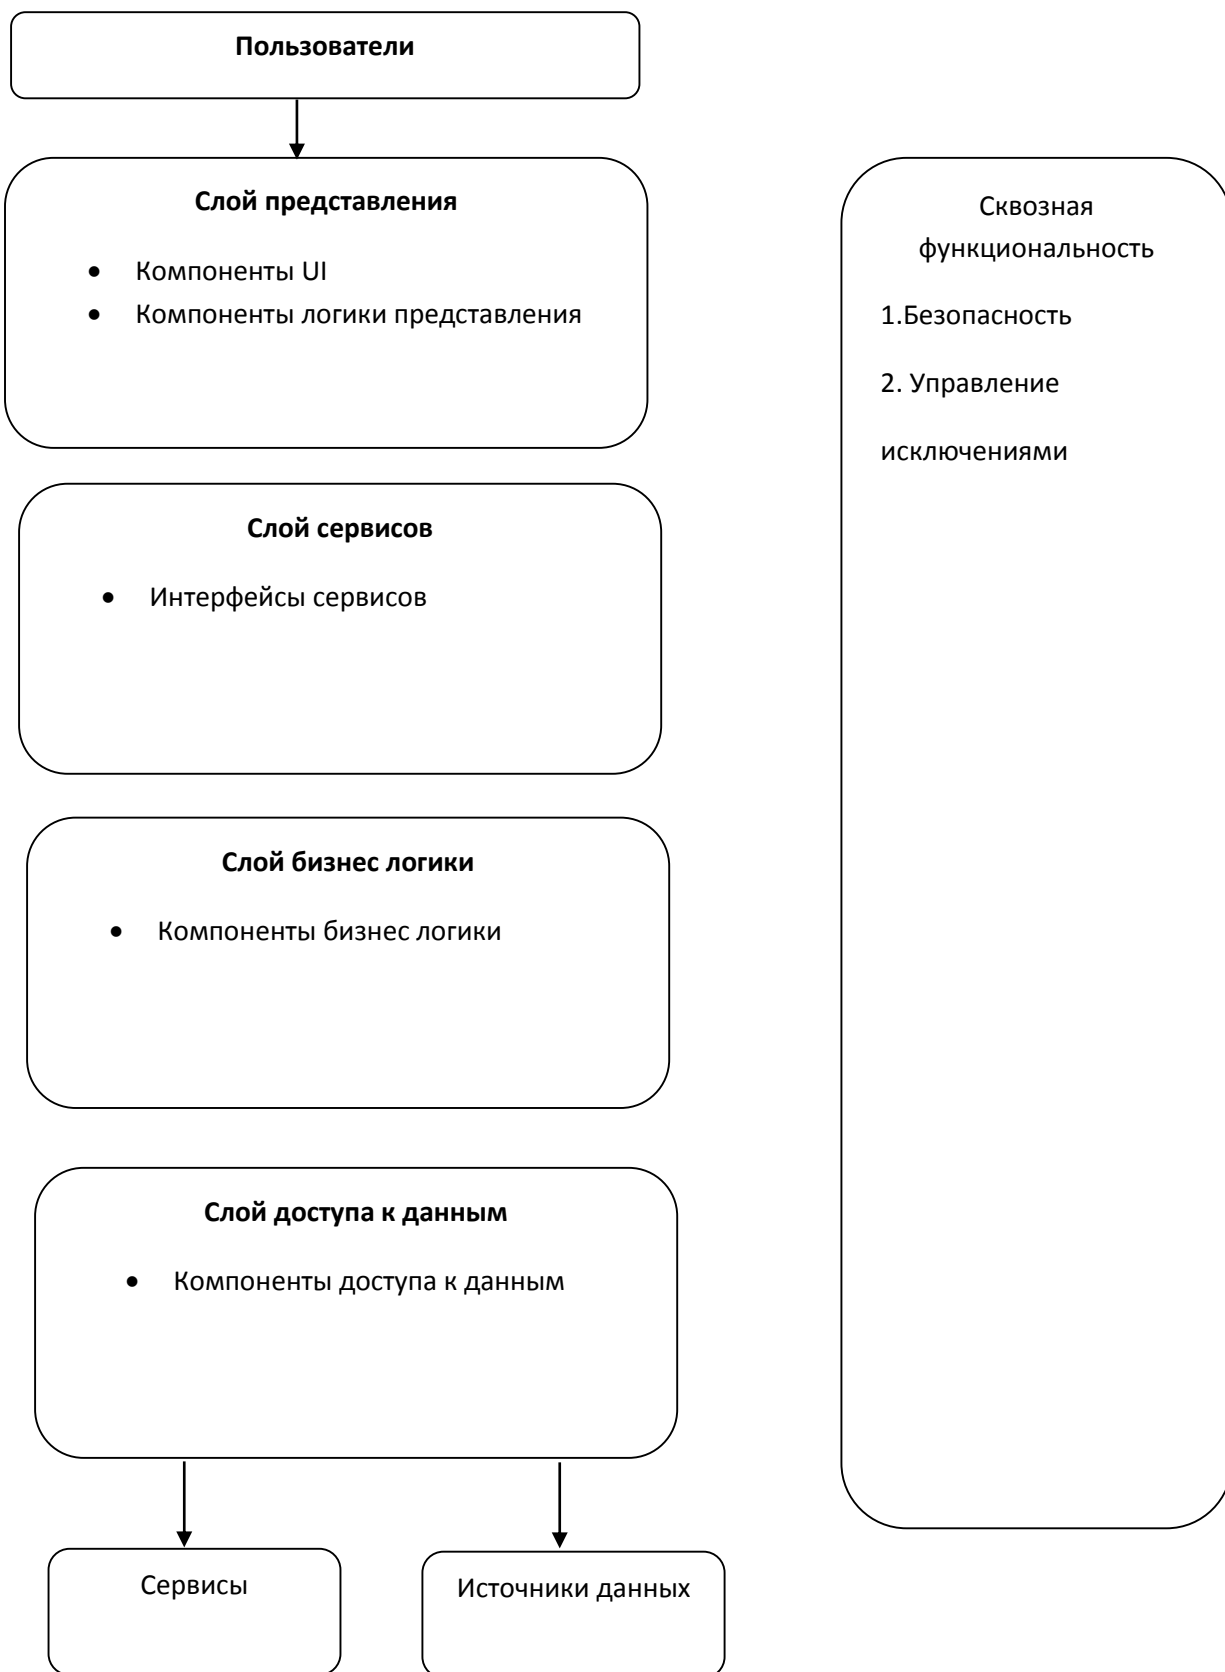 Пользователи
Слой представления
• Компоненты UI
• Компоненты логики представления
Слой сервисов
• Интерфейсы сервисов
Слой бизнес логики
• Компоненты бизнес логики
Слой доступа к данным
• Компоненты доступа к данным
Сервисы
Источники данных
Сквозная
функциональность
1.Безопасность
2. Управление
исключениями